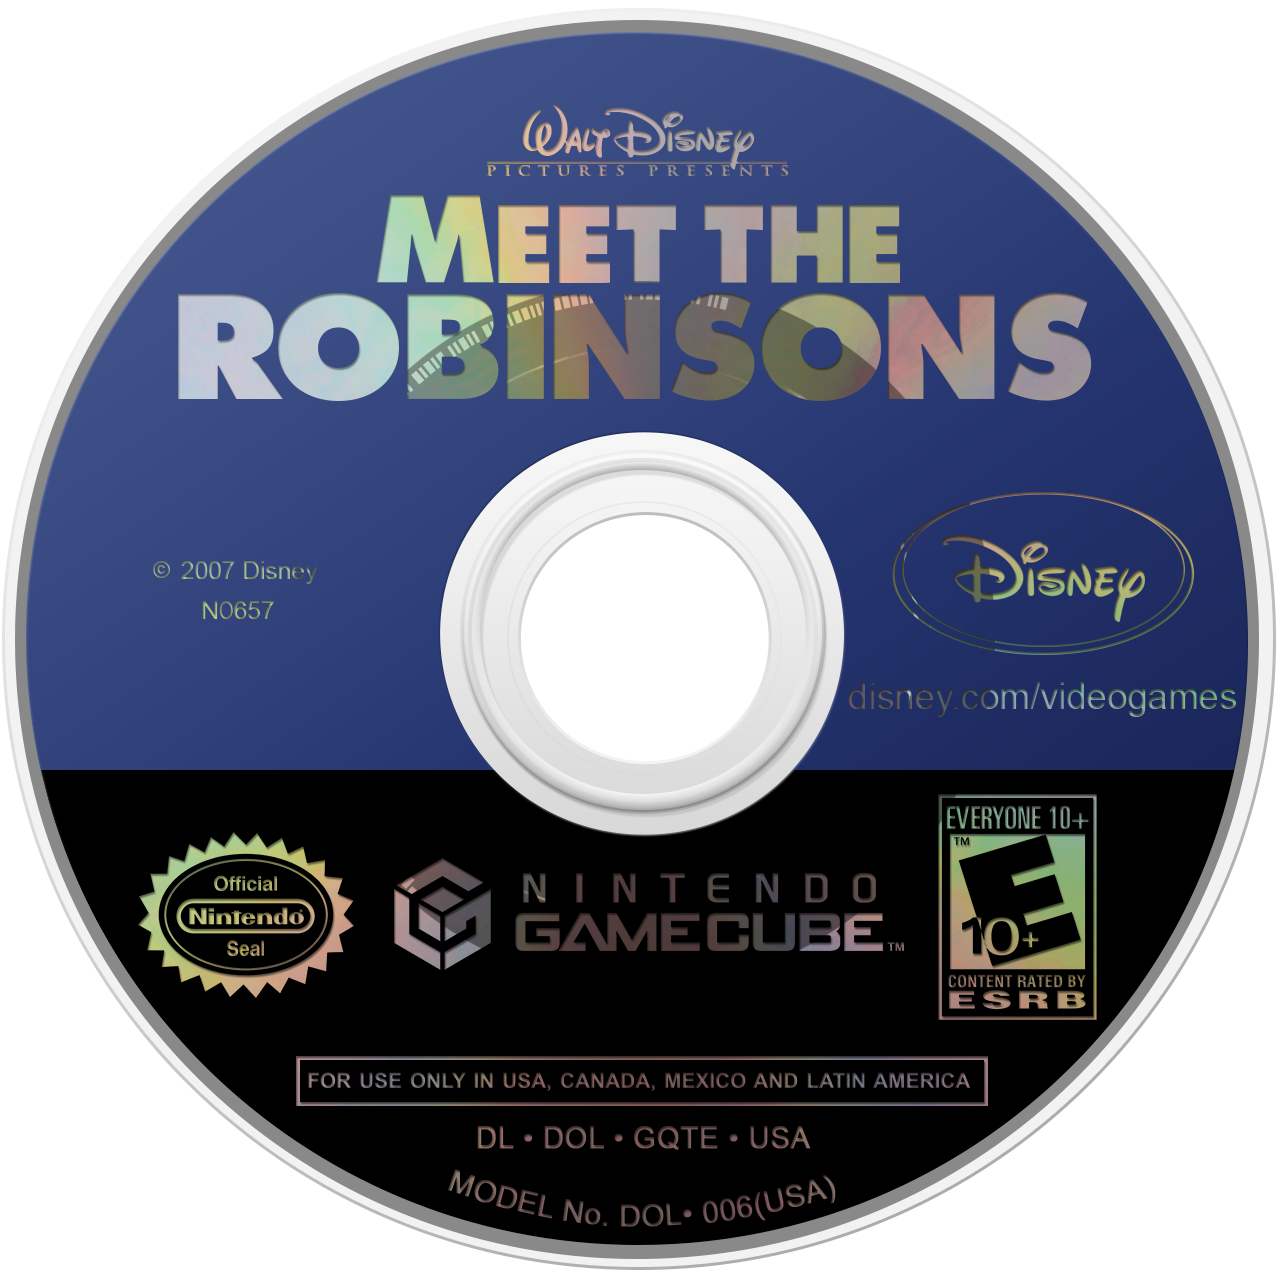 WALT DISNEY
PICTURES PRESENTS
MEET THE
ROBINSONS
© 2007 Disney
N0657
DISNEY
disney.com/videogames
Official
Nintendo®
Seal
NINTENDO
GAMECUBE™
EVERYONE 10+
™
E
10+
CONTENT RATED BY
ESRB
FOR USE ONLY IN USA, CANADA, MEXICO AND LATIN AMERICA
DL • DOL • GQTE • USA
MODEL No. DOL• 006(USA)